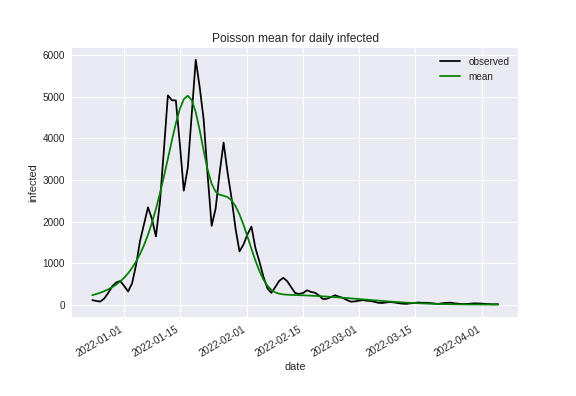 Poisson mean for daily infected
observed
mean
6000
5000
4000
3000
2000
1000
0
infected
2022-01-01
2022-01-15
2022-02-01
2022-02-15
2022-03-01
2022-03-15
2022-04-01
date